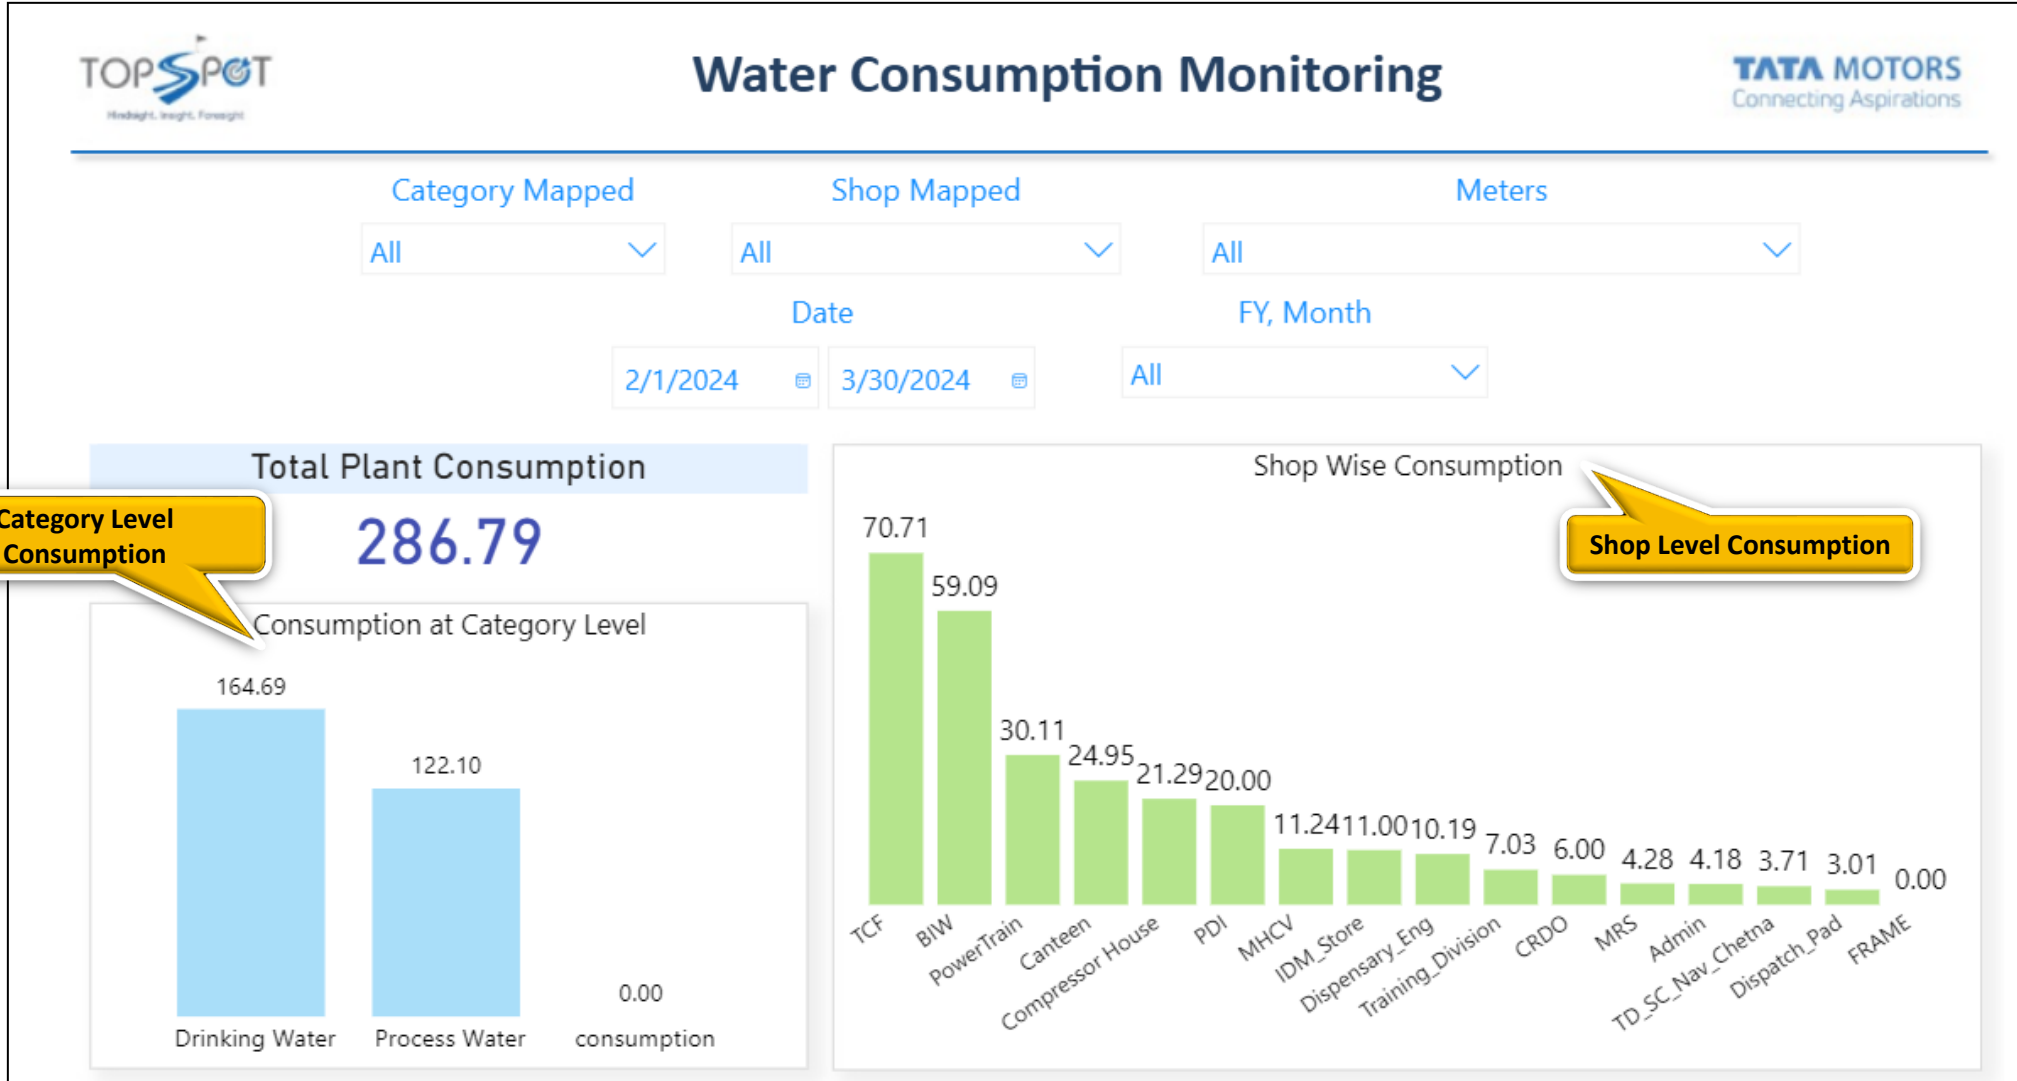 TOPSPOT
Hindsight. Insight. Foresight
Water Consumption Monitoring
TATA MOTORS
Connecting Aspirations
Category Mapped
All
Shop Mapped
All
Meters
All
Date
2/1/2024
3/30/2024
FY, Month
All
Total Plant Consumption
286.79
Category Level
Consumption
Consumption at Category Level
164.69
122.10
0.00
Drinking Water
Process Water
consumption
Shop Wise Consumption
Shop Level Consumption
70.71
59.09
30.11
24.95
21.29
20.00
11.24
11.00
10.19
7.03
6.00
4.28
4.18
3.71
3.01
0.00
TCF
BIW
PowerTrain
Canteen
Compressor House
PDI
MHCV
IDM_Store
Dispensary_Eng
Training_Division
CRDO
MRS
Admin
TD_SC_Nav_Chetna
Dispatch_Pad
FRAME